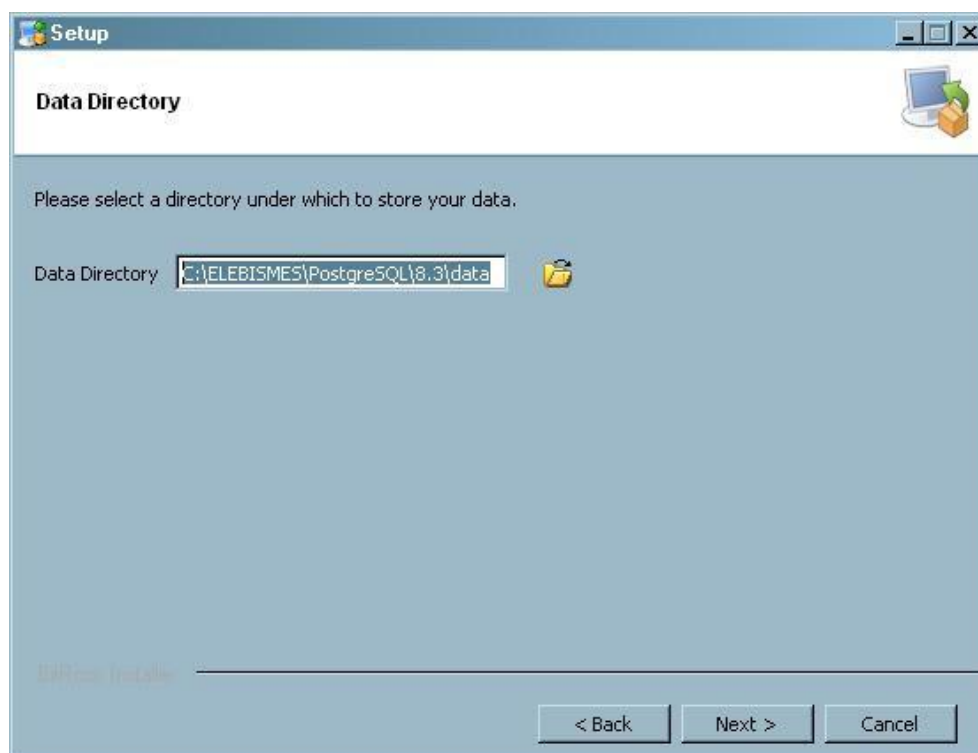 Setup
Data Directory
Please select a directory under which to store your data.
Data Directory C:\ELEBISMES\PostgreSQL\8.3\data
< Back Next > Cancel